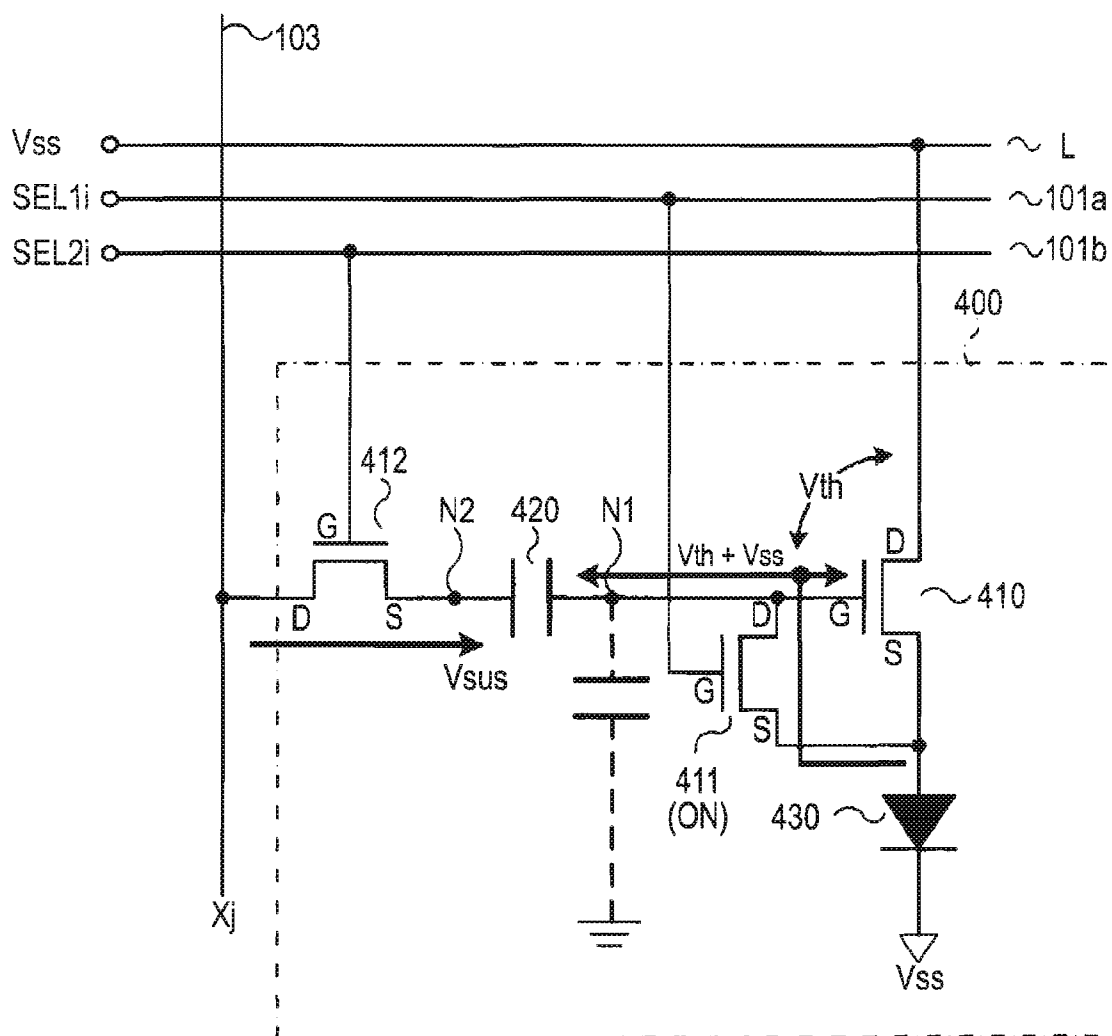 103
Vss
L
SEL1i
101a
SEL2i
101b
400
412
N2
420
N1
Vth
Vth + Vss
G
D
D
S
D
G
410
S
Vsus
G
S
411
(ON)
430
Xj
Vss